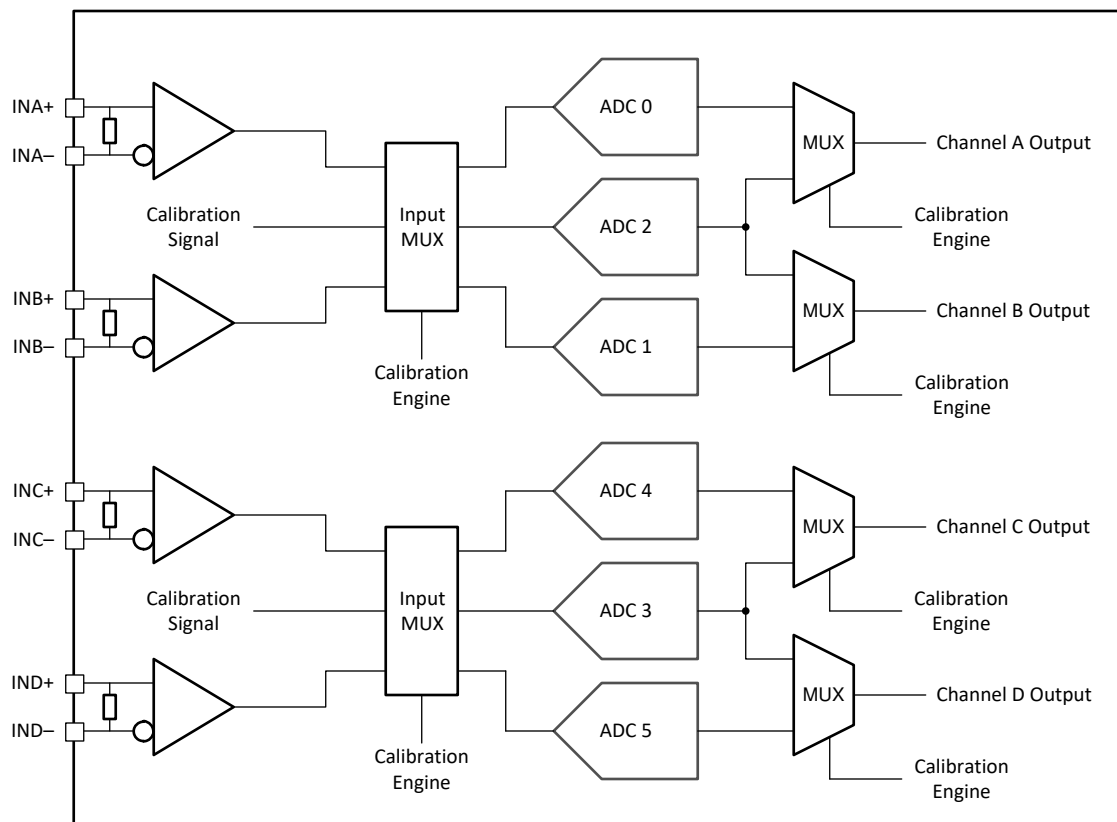 INA+
INA–
Calibration
Signal
INB+
INB–
Input
MUX
Calibration
Engine
ADC 0
ADC 2
ADC 1
MUX
Channel A Output
Calibration
Engine
MUX
Channel B Output
Calibration
Engine
INC+
INC–
Calibration
Signal
IND+
IND–
Input
MUX
Calibration
Engine
ADC 4
ADC 3
ADC 5
MUX
Channel C Output
Calibration
Engine
MUX
Channel D Output
Calibration
Engine